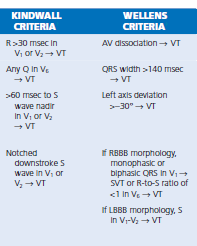 KINDWALL
CRITERIA
WELLENS
CRITERIA
R>30 msec in
V₁ or V₂ → VT
AV dissociation → VT
Any Q in V₆
→ VT
QRS width >140 msec
→ VT
>60 msec to S
wave nadir
in V₁ or V₂
→ VT
Left axis deviation
>–30° → VT
Notched
downstroke S
wave in V₁ or
V₂ → VT
If RBBB morphology,
monophasic or
biphasic QRS in V₁ →
SVT or R-to-S ratio of
<1 in V₆ → VT
If LBBB morphology, S
in V₁-V₂ → VT